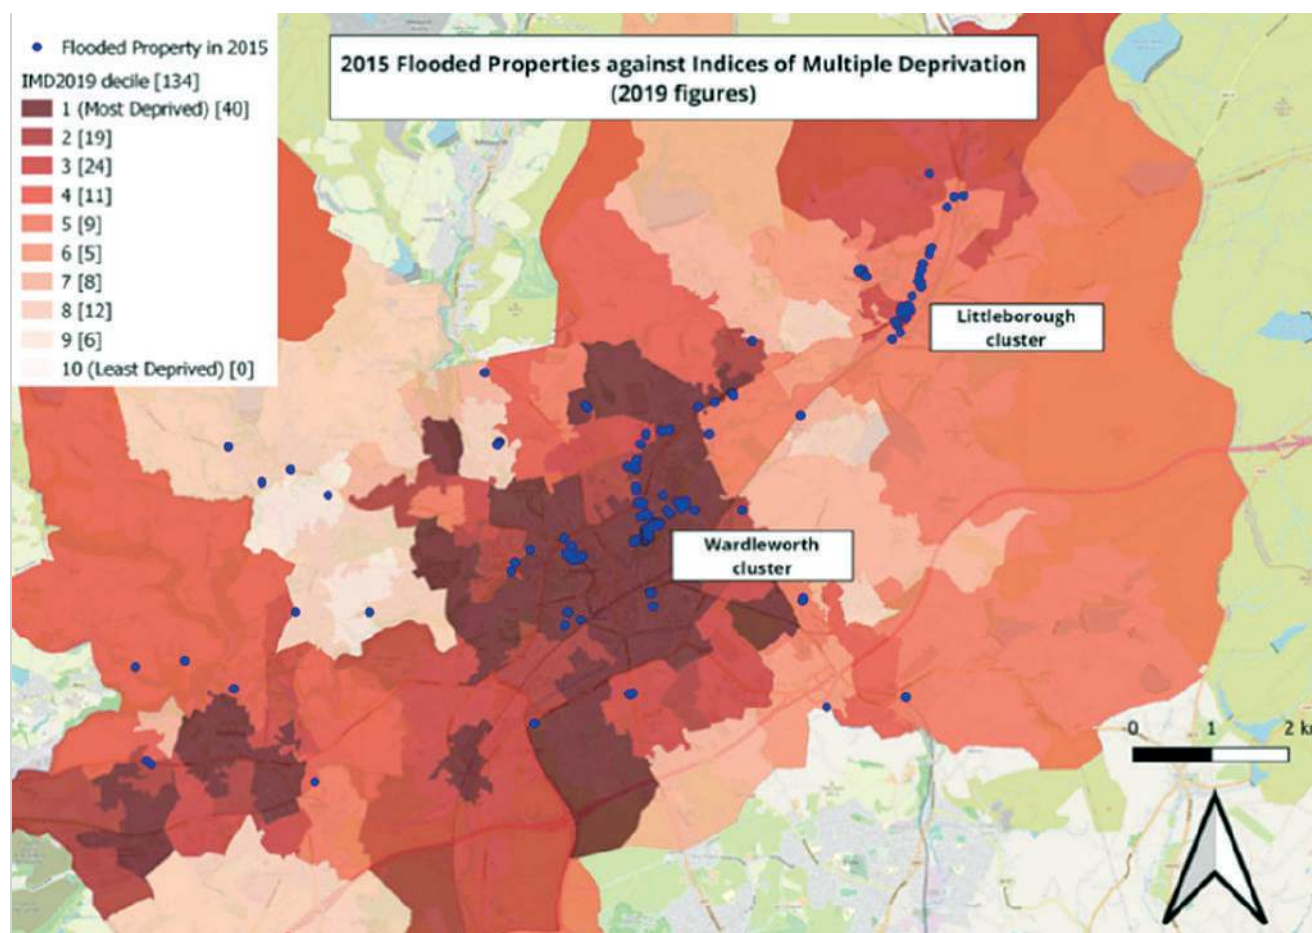 Flooded Property in 2015
IMD2019 decile [134]
1 (Most Deprived) [40]
2 [19]
3 [24]
4 [11]
5 [9]
6 [5]
7 [8]
8 [12]
9 [6]
10 (Least Deprived) [0]
2015 Flooded Properties against Indices of Multiple Deprivation
(2019 figures)
Littleborough
cluster
Wardleworth
cluster
0 1 2 k